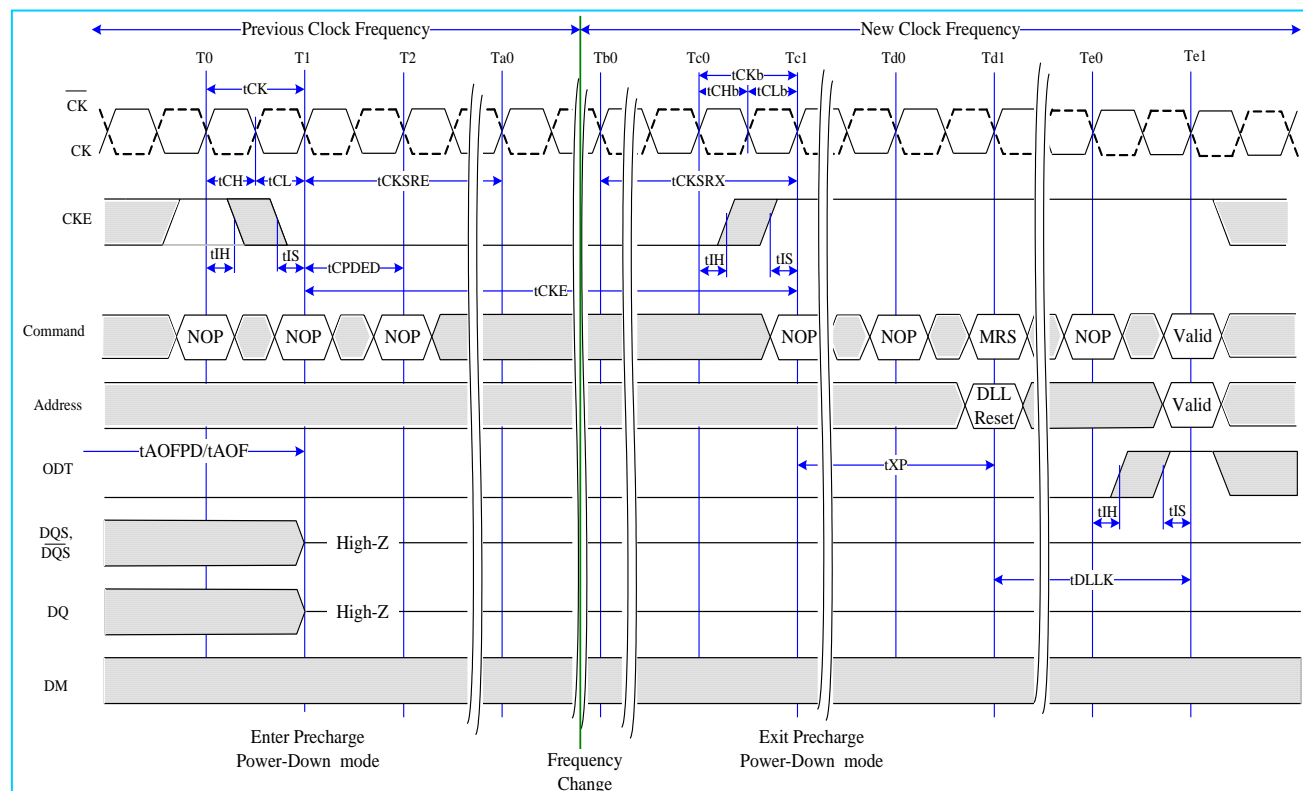 Previous Clock Frequency New Clock Frequency
T0 T1 T2 Ta0 Tb0 Tc0 Tc1 Td0 Td1 Te0 Te1
tCK tCKb
tCHb tCLb
CK
CK
tCH tCL tCKSRE tCKSRX
CKE
tIH tIS tCPDED tIH tIS
tCKE
Command NOP NOP NOP NOP NOP MRS NOP Valid
Address DLL Reset Valid
tAOFPD/tAOF
ODT tXP
tIH tIS
DQS,
DQS High-Z
tDLLK
DQ High-Z
DM
Enter Precharge
Power-Down mode
Frequency
Change
Exit Precharge
Power-Down mode